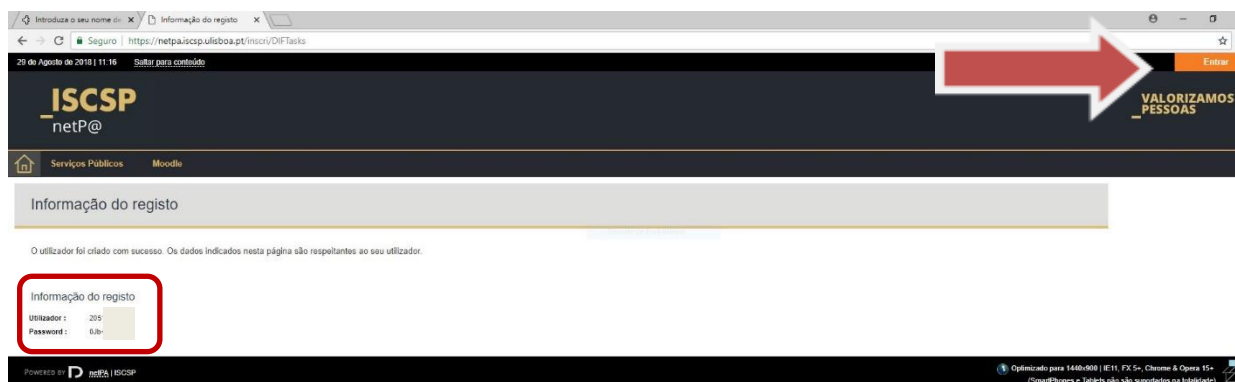 Introduza o seu nome de
Informação do registo
Seguro | https://netpa.iscsp.ulisboa.pt/inscri/DIFTasks
29 de Agosto de 2018 | 11:16 Saltar para conteúdo
Entrar
_ISCSP
netP@
VALORIZAMOS
_PESSOAS
Serviços Públicos Moodle
Informação do registo
O utilizador foi criado com sucesso. Os dados indicados nesta página são respeitantes ao seu utilizador.
Informação do registo
Utilizador : 205
Password : 0Jb-
POWERED BY netPA | ISCSP
Optimizado para 1440x900 | IE11, FX 5+, Chrome & Opera 15+
(SmartPhones e Tablets não são suportados na totalidade)